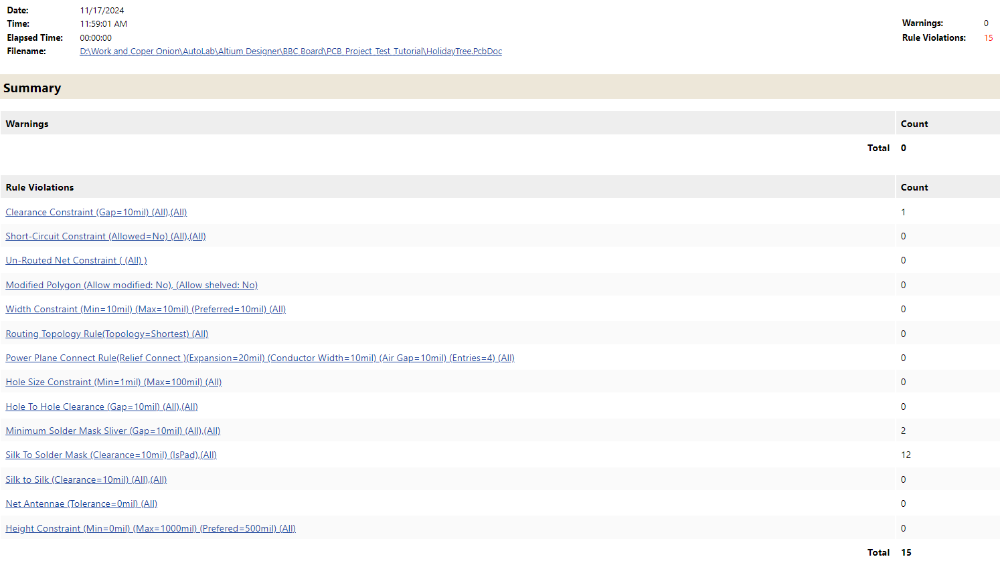 Date: 11/17/2024
Time: 11:59:01 AM Warnings: 0
Elapsed Time: 00:00:00 Rule Violations: 15
Filename: D:\Work and Coper Onion\AutoLab\Altium Designer\BBC Board\PCB_Project_Test_Tutorial\HolidayTree.PcbDoc
Summary
Warnings Count
Total 0
Rule Violations Count
Clearance Constraint (Gap=10mil) (All),(All) 1
Short-Circuit Constraint (Allowed=No) (All),(All) 0
Un-Routed Net Constraint ( (All) ) 0
Modified Polygon (Allow modified: No), (Allow shelved: No) 0
Width Constraint (Min=10mil) (Max=10mil) (Preferred=10mil) (All) 0
Routing Topology Rule(Topology=Shortest) (All) 0
Power Plane Connect Rule(Relief Connect )(Expansion=20mil) (Conductor Width=10mil) (Air Gap=10mil) (Entries=4) (All) 0
Hole Size Constraint (Min=1mil) (Max=100mil) (All) 0
Hole To Hole Clearance (Gap=10mil) (All),(All) 0
Minimum Solder Mask Sliver (Gap=10mil) (All),(All) 2
Silk To Solder Mask (Clearance=10mil) (IsPad),(All) 12
Silk to Silk (Clearance=10mil) (All),(All) 0
Net Antennae (Tolerance=0mil) (All) 0
Height Constraint (Min=0mil) (Max=1000mil) (Prefered=500mil) (All) 0
Total 15